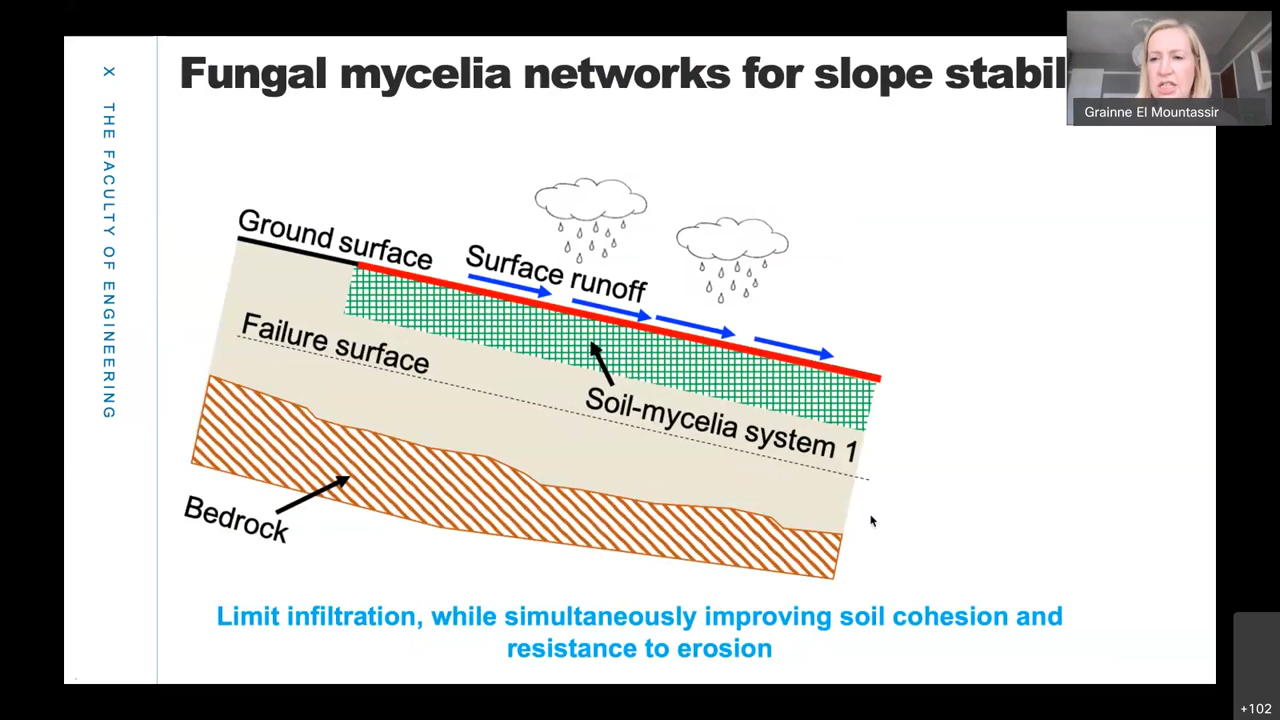 Fungal mycelia networks for slope stabil
Grainne El Mountassir
X THE FACULTY OF ENGINEERING
Ground surface
Surface runoff
Failure surface
Soil-mycelia system 1
Bedrock
Limit infiltration, while simultaneously improving soil cohesion and
resistance to erosion
+102